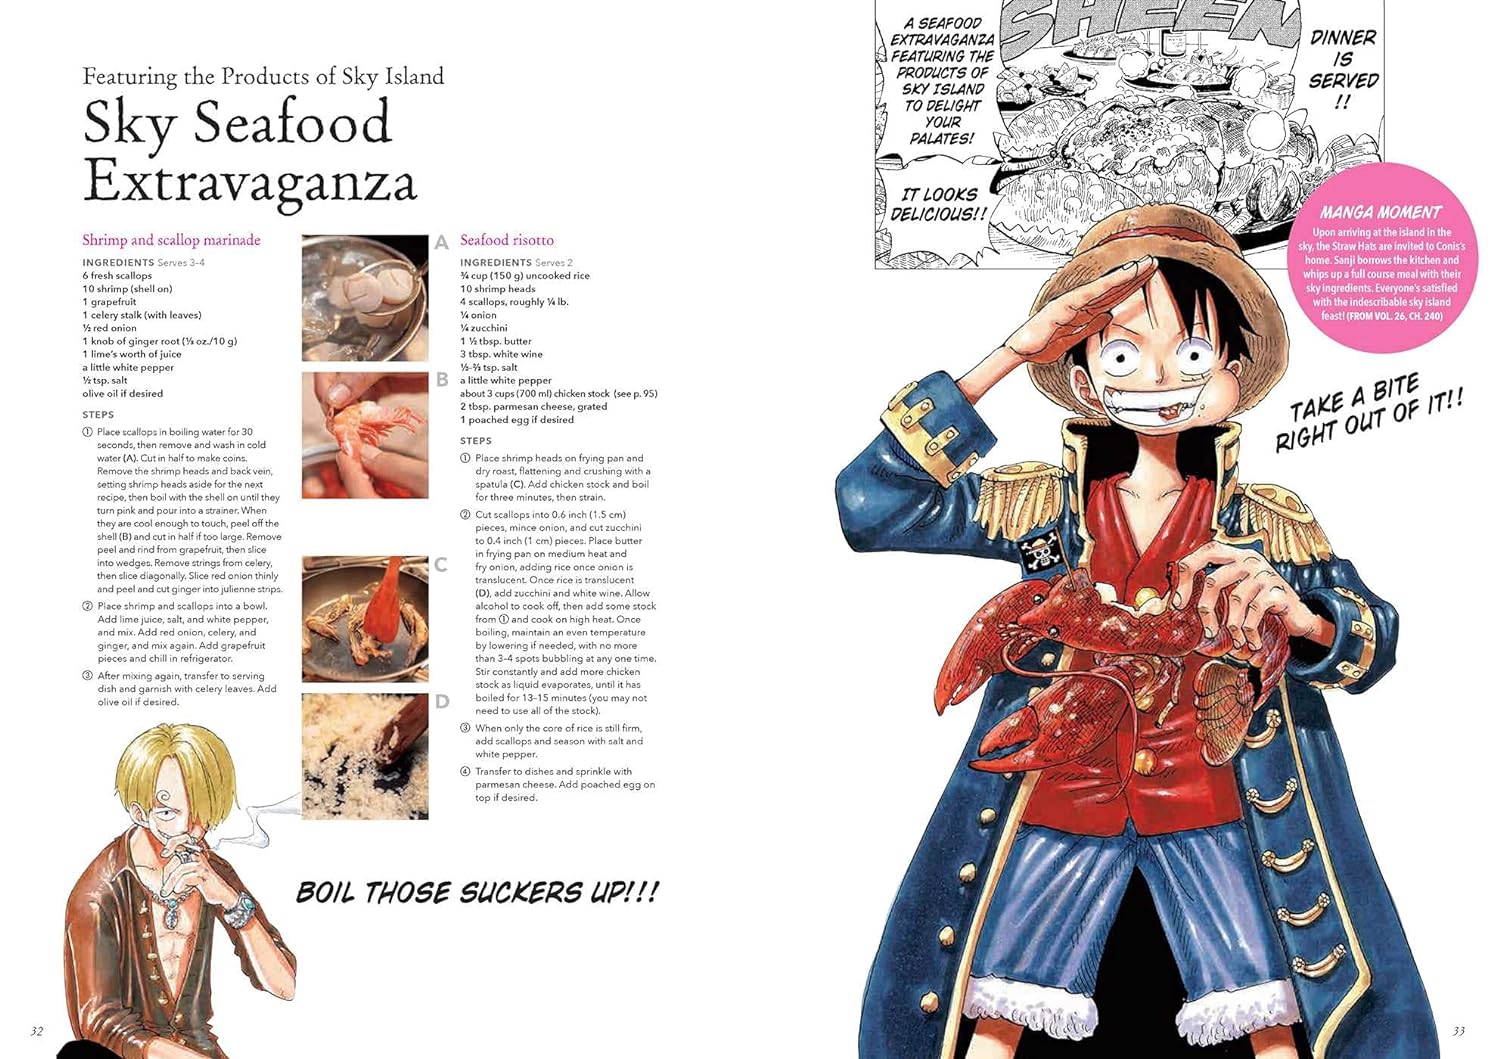 Featuring the Products of Sky Island
Sky Seafood
Extravaganza
Shrimp and scallop marinade
INGREDIENTS Serves 3–4
6 fresh scallops
10 shrimp (shell on)
1 grapefruit
1 celery stalk (with leaves)
½ red onion
1 knob of ginger root (⅓ oz./10 g)
1 lime's worth of juice
a little white pepper
½ tsp. salt
olive oil if desired
STEPS
① Place scallops in boiling water for 30
seconds, then remove and wash in cold
water (A). Cut in half to make coins.
Remove the shrimp heads and back vein,
setting shrimp heads aside for the next
recipe, then boil with the shell on until they
turn pink and pour into a strainer. When
they are cool enough to touch, peel off the
shell (B) and cut in half if too large. Remove
peel and rind from grapefruit, then slice
into wedges. Remove strings from celery,
then slice diagonally. Slice red onion thinly
and peel and cut ginger into julienne strips.
② Place shrimp and scallops into a bowl.
Add lime juice, salt, and white pepper,
and mix. Add red onion, celery, and
ginger, and mix again. Add grapefruit
pieces and chill in refrigerator.
③ After mixing again, transfer to serving
dish and garnish with celery leaves. Add
olive oil if desired.
A
B
C
D
Seafood risotto
INGREDIENTS Serves 2
¾ cup (150 g) uncooked rice
10 shrimp heads
4 scallops, roughly ¼ lb.
¼ onion
¼ zucchini
1 ½ tbsp. butter
3 tbsp. white wine
½–⅔ tsp. salt
a little white pepper
about 3 cups (700 ml) chicken stock (see p. 95)
2 tbsp. parmesan cheese, grated
1 poached egg if desired
STEPS
① Place shrimp heads on frying pan and
dry roast, flattening and crushing with a
spatula (C). Add chicken stock and boil
for three minutes, then strain.
② Cut scallops into 0.6 inch (1.5 cm)
pieces, mince onion, and cut zucchini
to 0.4 inch (1 cm) pieces. Place butter
in frying pan on medium heat and
fry onion, adding rice once onion is
translucent. Once rice is translucent
(D), add zucchini and white wine. Allow
alcohol to cook off, then add some stock
from ① and cook on high heat. Once
boiling, maintain an even temperature
by lowering if needed, with no more
than 3–4 spots bubbling at any one time.
Stir constantly and add more chicken
stock as liquid evaporates, until it has
boiled for 13–15 minutes (you may not
need to use all of the stock).
③ When only the core of rice is still firm,
add scallops and season with salt and
white pepper.
④ Transfer to dishes and sprinkle with
parmesan cheese. Add poached egg on
top if desired.
BOIL THOSE SUCKERS UP!!!
32
A SEAFOOD
EXTRAVAGANZA
FEATURING THE
PRODUCTS OF
SKY ISLAND
TO DELIGHT
YOUR
PALATES!
SHEEN
DINNER
IS
SERVED
!!
IT LOOKS
DELICIOUS!!
MANGA MOMENT
Upon arriving at the island in the
sky, the Straw Hats are invited to Conis's
home. Sanji borrows the kitchen and
whips up a full course meal with their
sky ingredients. Everyone's satisfied
with the indescribable sky island
feast! (FROM VOL. 26, CH. 240)
TAKE A BITE
RIGHT OUT OF IT!!
33